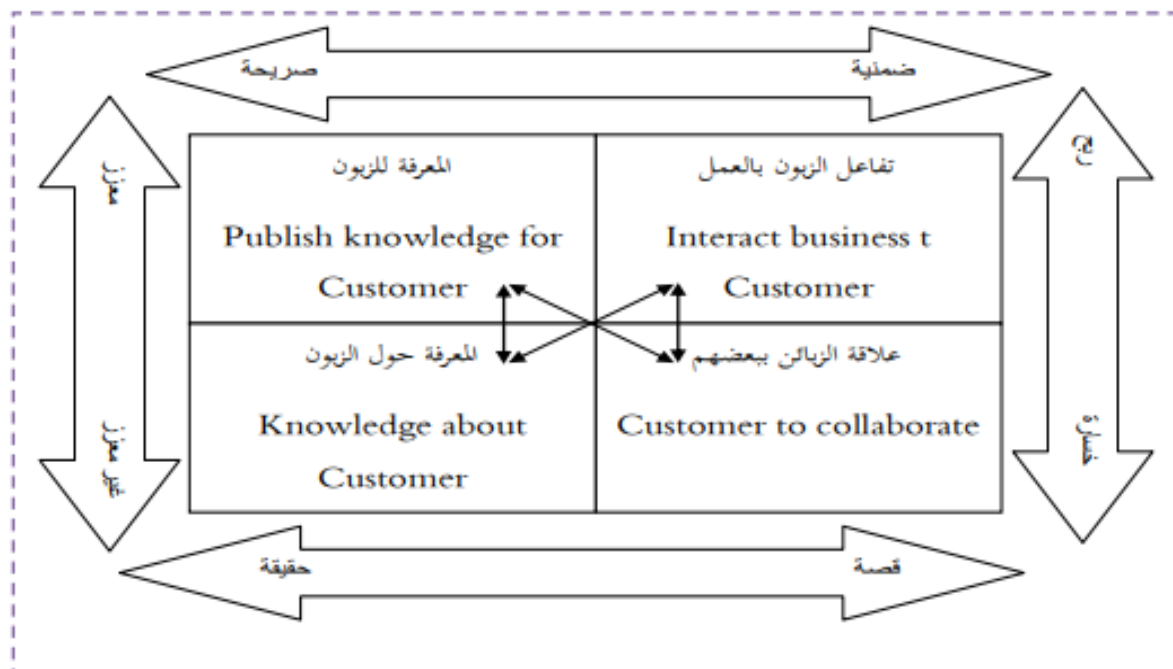 صريحة
ضمنية
معزز
ربح
المعرفة للزبون
Publish knowledge for
Customer
تفاعل الزبون بالعمل
Interact business t
Customer
المعرفة حول الزبون
Knowledge about
Customer
علاقة الزبائن ببعضهم
Customer to collaborate
غير معزز
خسارة
حقيقة
قصة